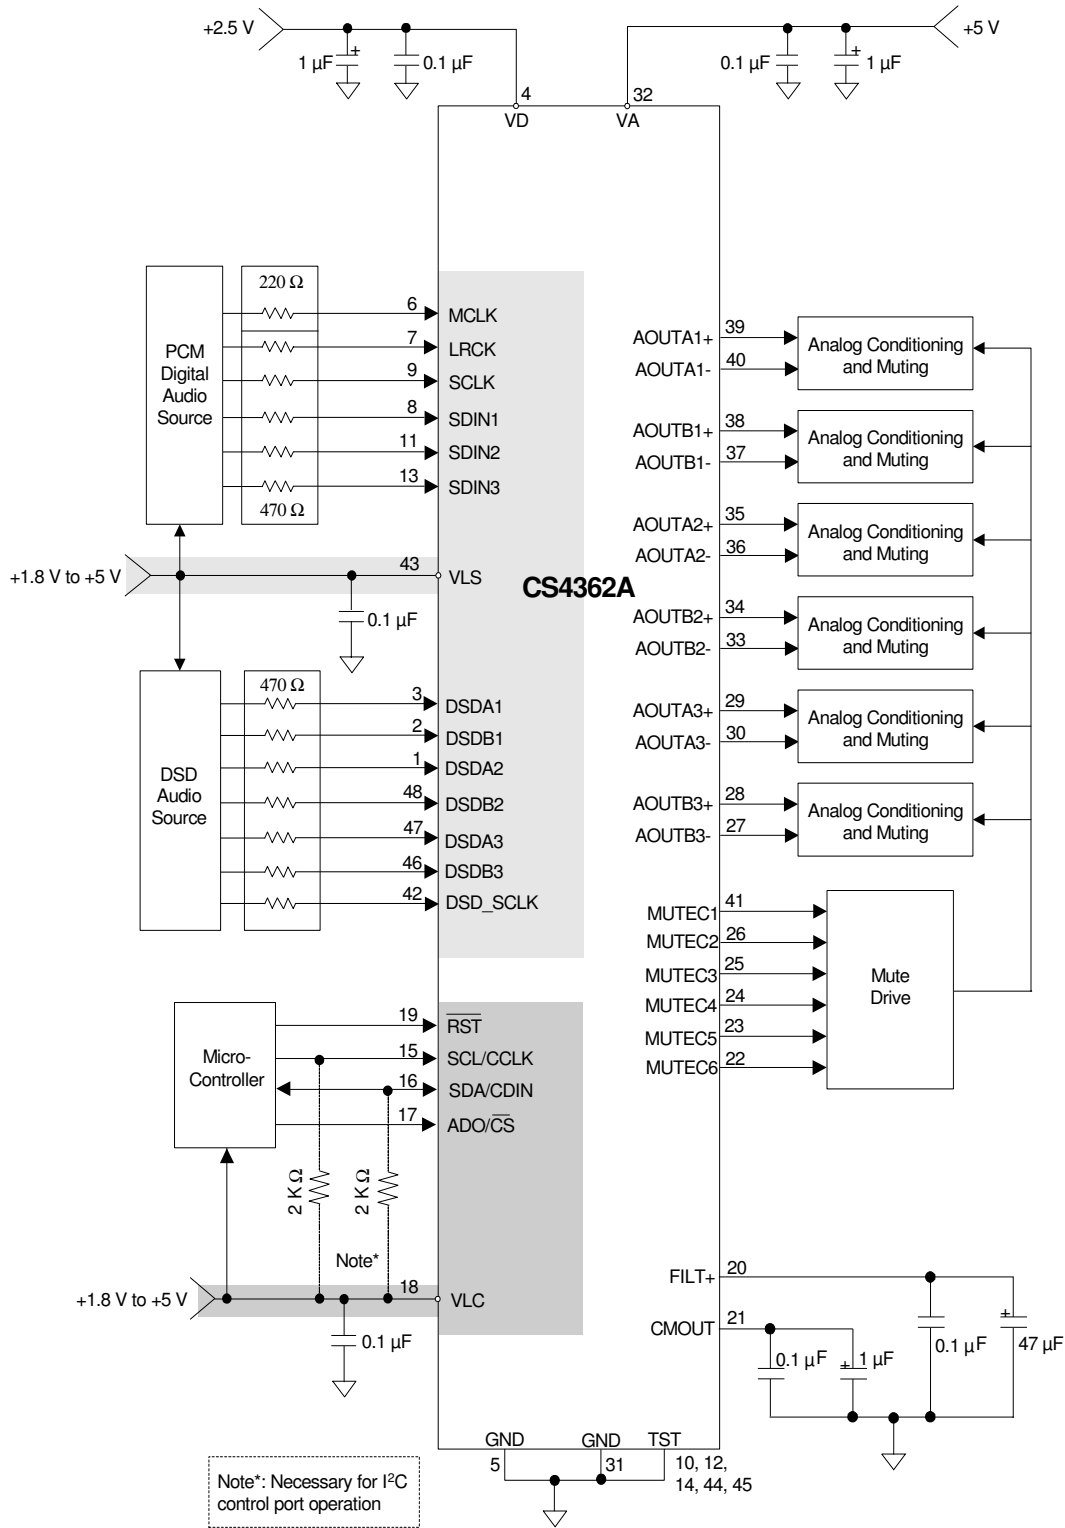 +2.5 V
1 µF
+
0.1 µF
4
VD
+5 V
0.1 µF
+
1 µF
32
VA
PCM
Digital
Audio
Source
220 Ω
470 Ω
6
MCLK
7
LRCK
9
SCLK
8
SDIN1
11
SDIN2
13
SDIN3
+1.8 V to +5 V
43
VLS
0.1 µF
CS4362A
DSD
Audio
Source
470 Ω
3
DSDA1
2
DSDB1
1
DSDA2
48
DSDB2
47
DSDA3
46
DSDB3
42
DSD_SCLK
Micro-
Controller
19
RST
15
SCL/CCLK
16
SDA/CDIN
17
ADO/CS
2 K Ω
2 K Ω
Note*
+1.8 V to +5 V
18
VLC
0.1 µF
AOUTA1+
39
AOUTA1-
40
Analog Conditioning
and Muting
AOUTB1+
38
AOUTB1-
37
Analog Conditioning
and Muting
AOUTA2+
35
AOUTA2-
36
Analog Conditioning
and Muting
AOUTB2+
34
AOUTB2-
33
Analog Conditioning
and Muting
AOUTA3+
29
AOUTA3-
30
Analog Conditioning
and Muting
AOUTB3+
28
AOUTB3-
27
Analog Conditioning
and Muting
MUTEC1
41
MUTEC2
26
MUTEC3
25
MUTEC4
24
MUTEC5
23
MUTEC6
22
Mute
Drive
FILT+
20
CMOUT
21
0.1 µF
+
1 µF
0.1 µF
+
47 µF
GND
5
GND
31
TST
10, 12,
14, 44, 45
Note*: Necessary for I²C
control port operation